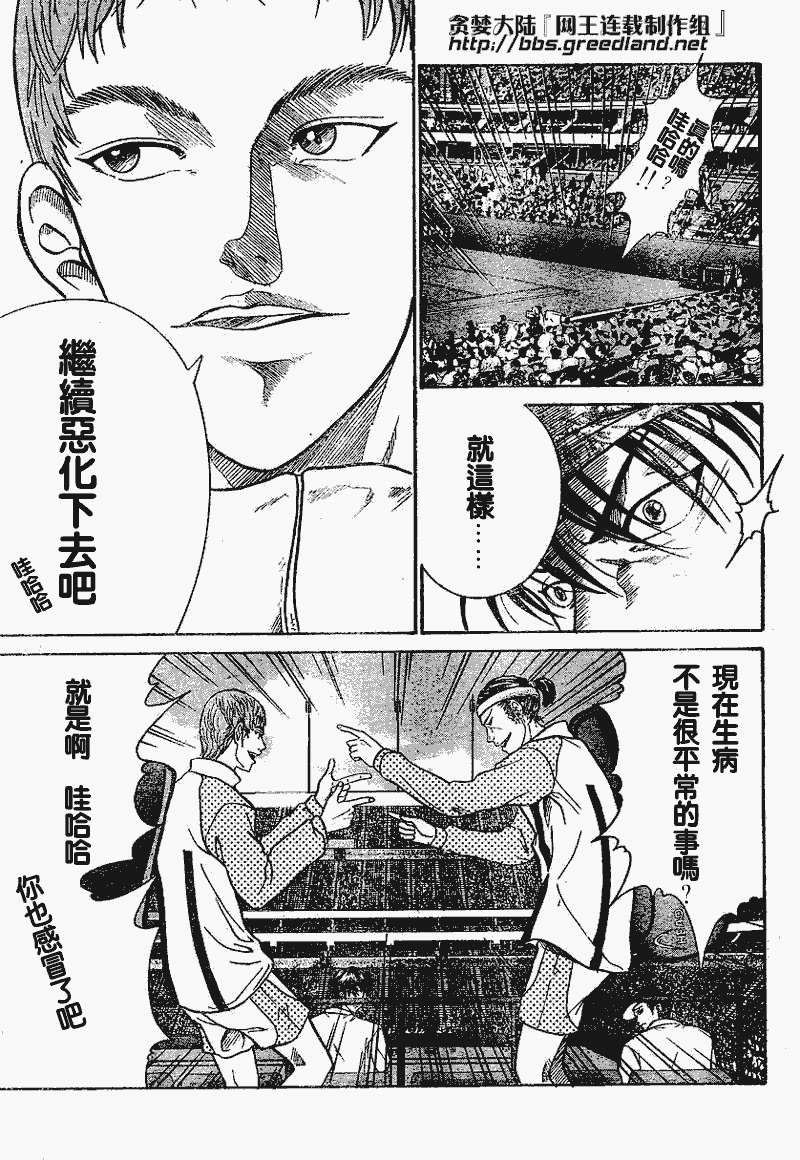 贪婪大陆『网王连载制作组』
http://bbs.greedland.net
真的嗎?
哇哈哈!!
就這樣……
繼續惡化下去吧
哇哈哈
現在生病
不是很平常的事嗎?
就是啊 哇哈哈
你也感冒了吧